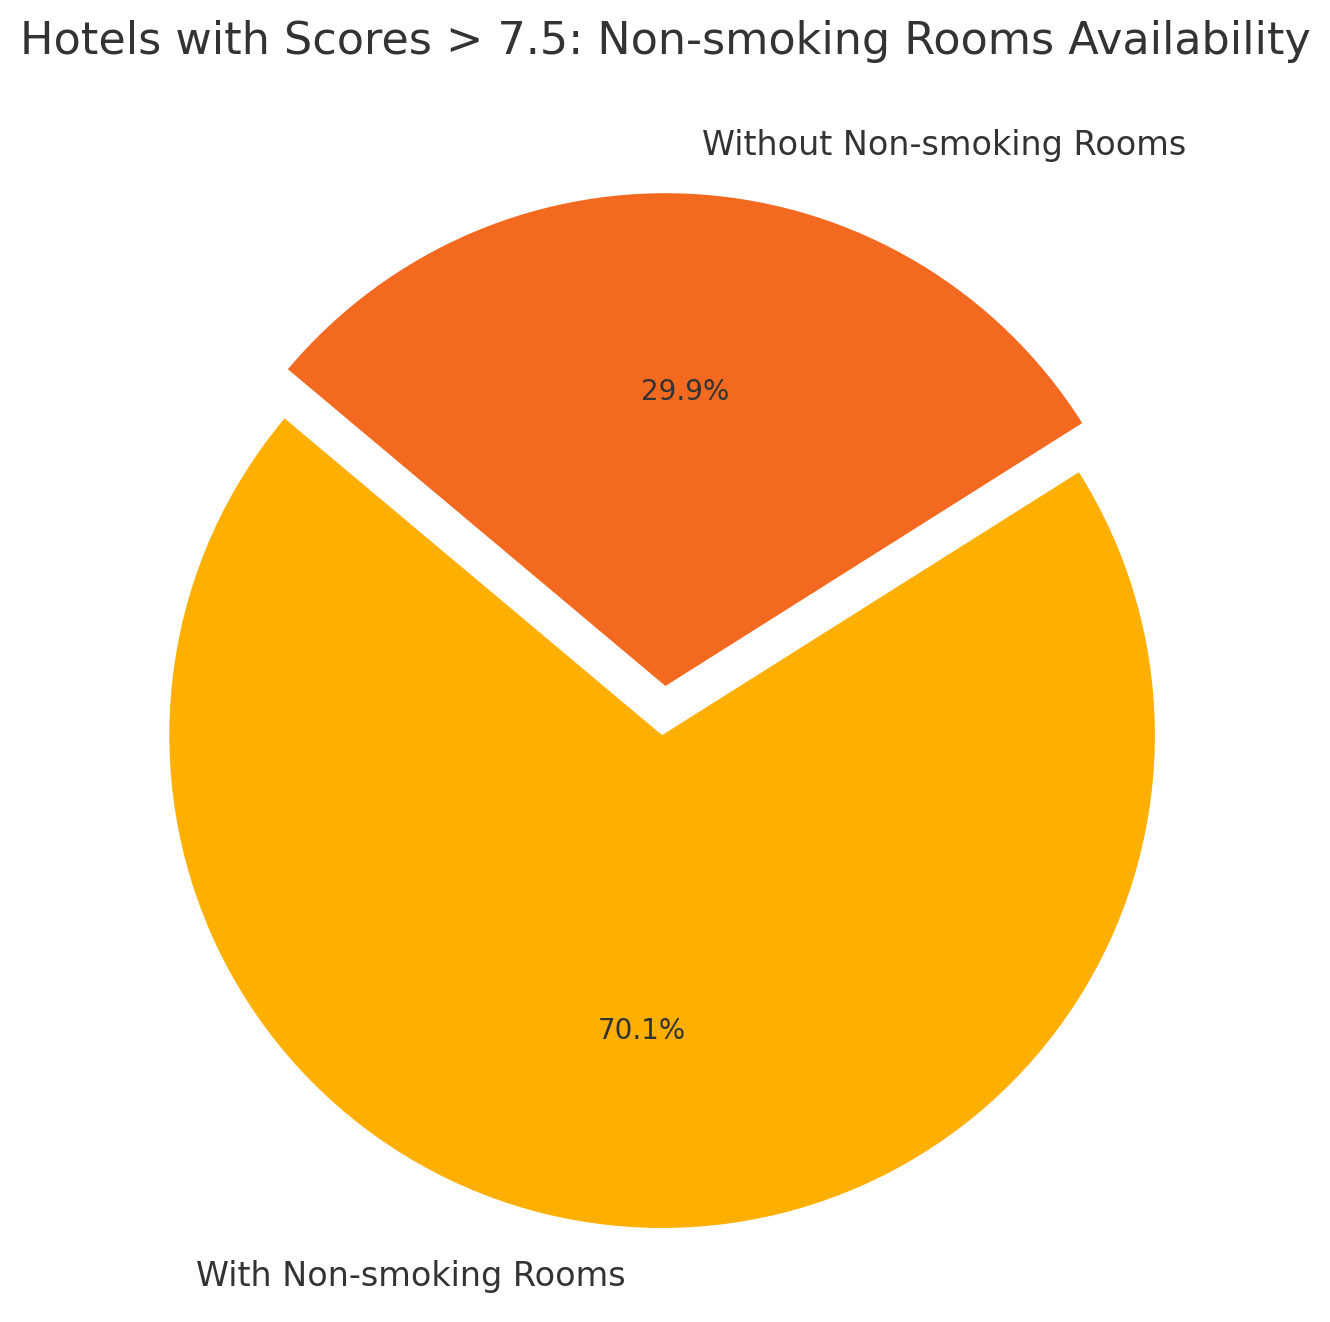 Hotels with Scores > 7.5: Non-smoking Rooms Availability
Without Non-smoking Rooms
29.9%
70.1%
With Non-smoking Rooms